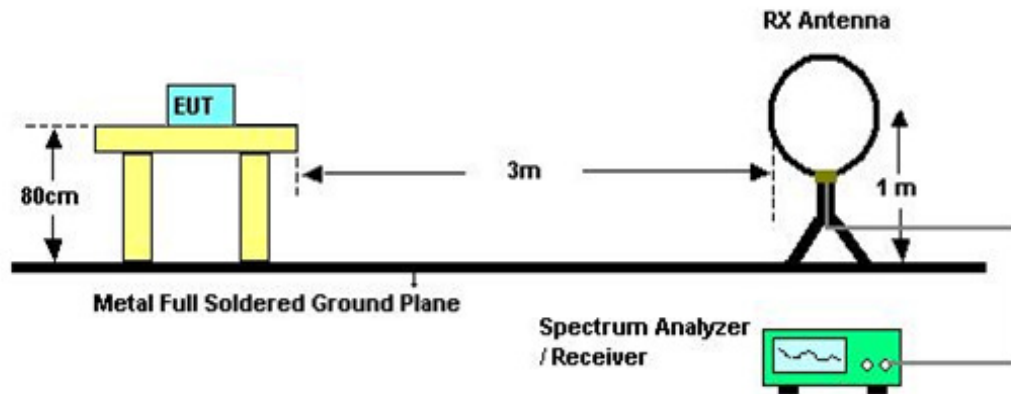 RX Antenna
EUT
3m
80cm
1 m
Metal Full Soldered Ground Plane
Spectrum Analyzer
/ Receiver